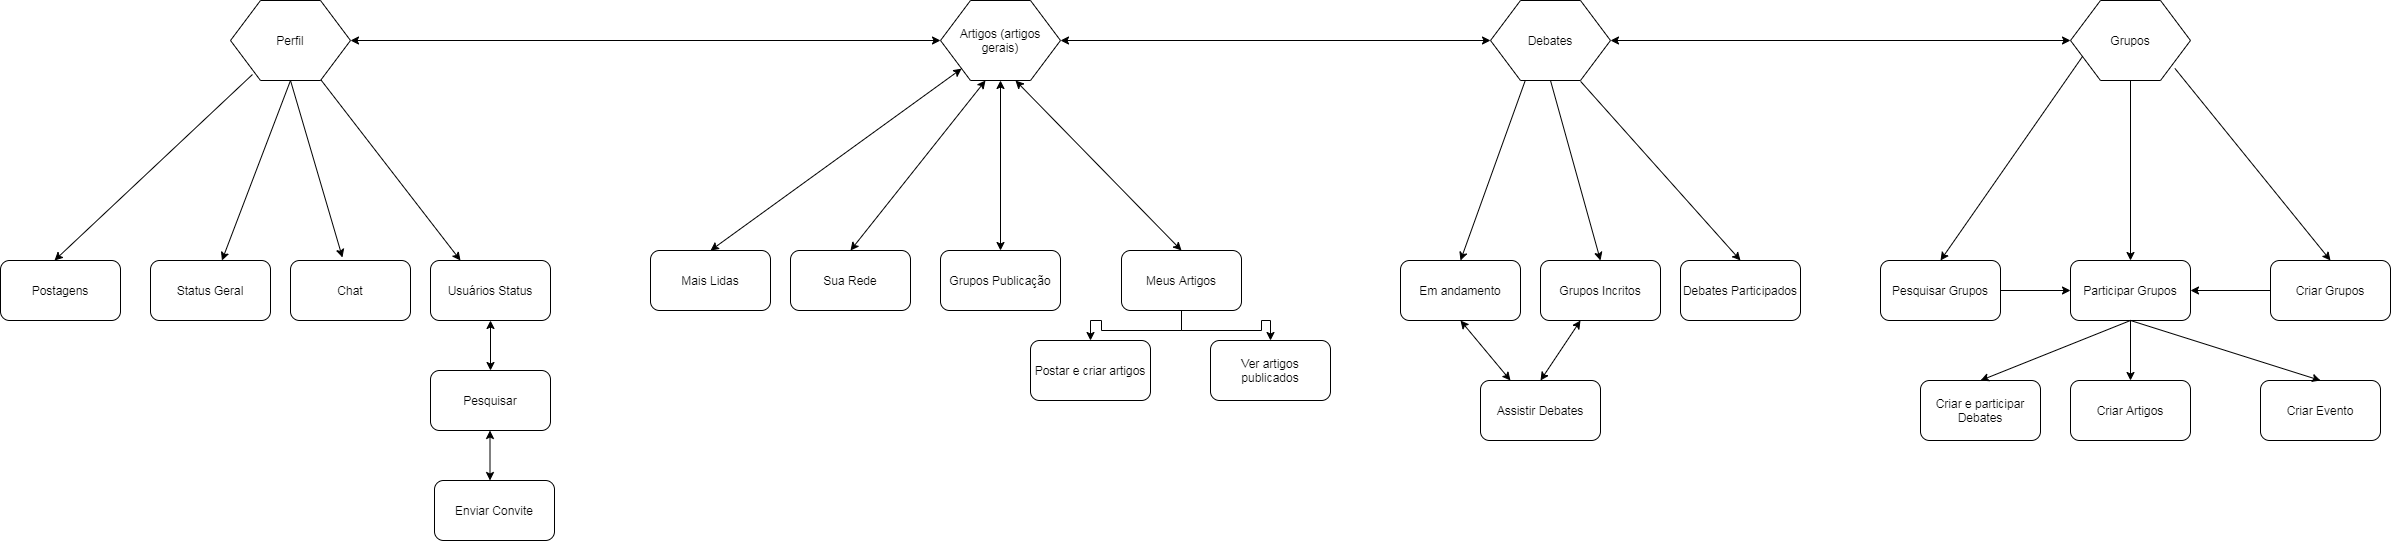 Perfil
Artigos (artigos
gerais)
Debates
Grupos
Postagens
Status Geral
Chat
Usuários Status
Mais Lidas
Sua Rede
Grupos Publicação
Meus Artigos
Em andamento
Grupos Incritos
Debates Participados
Pesquisar Grupos
Participar Grupos
Criar Grupos
Pesquisar
Postar e criar artigos
Ver artigos
publicados
Assistir Debates
Criar e participar
Debates
Criar Artigos
Criar Evento
Enviar Convite